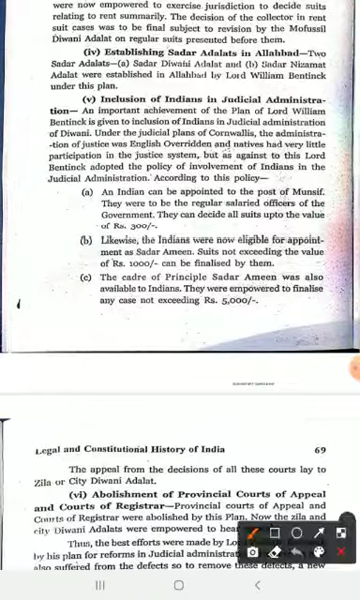 were now empowered to exercise jurisdiction to decide suits
relating to rent summarily. The decision of the collector in rent
suit cases was to be final subject to revision by the Mofussil
Diwani Adalat on regular suits presented before them.
(iv) Establishing Sadar Adalats in Allahbad—Two
Sadar Adalats—(a) Sadar Diwani Adalat and (b) Sadar Nizamat
Adalat were established in Allahbad by Lord William Bentinck
under this plan.
(v) Inclusion of Indians in Judicial Administra-
tion— An important achievement of the Plan of Lord William
Bentinck is given to inclusion of Indians in Judicial administration
of Diwani. Under the judicial plans of Cornwallis, the administra-
-tion of justice was English Overridden and natives had very little
participation in the justice system, but as against to this Lord
Bentinck adopted the policy of involvement of Indians in the
Judicial Administration. According to this policy—
(a) An Indian can be appointed to the post of Munsif.
They were to be the regular salaried officers of the
Government. They can decide all suits upto the value
of Rs. 300/-.
(b) Likewise, the Indians were now eligible for appoint-
ment as Sadar Ameen. Suits not exceeding the value
of Rs. 1000/- can be finalised by them.
(c) The cadre of Principle Sadar Ameen was also
available to Indians. They were empowered to finalise
any case not exceeding Rs. 5,000/-.
Legal and Constitutional History of India 69
The appeal from the decisions of all these courts lay to
Zila or City Diwani Adalat.
(vi) Abolishment of Provincial Courts of Appeal
and Courts of Registrar—Provincial courts of Appeal and
Courts of Registrar were abolished by this Plan. Now the zila and
city Diwani Adalats were empowered to hear
Thus, the best efforts were made by
by his plan for reforms in Judicial
also suffered from the defects so to remove these defects, a new